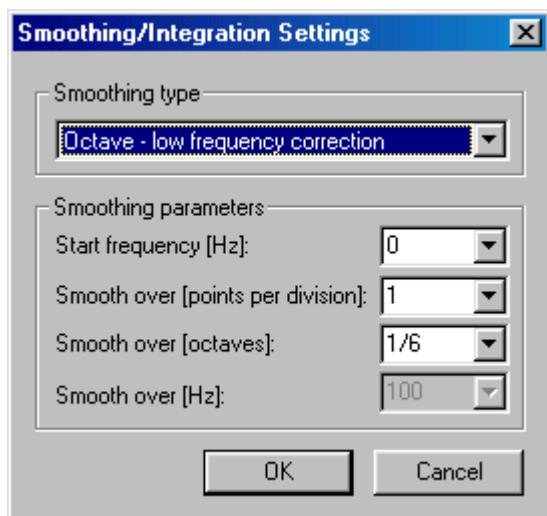 Smoothing/Integration Settings
Smoothing type
Octave - low frequency correction
Smoothing parameters
Start frequency [Hz]: 0
Smooth over [points per division]: 1
Smooth over [octaves]: 1/6
Smooth over [Hz]: 100
OK Cancel